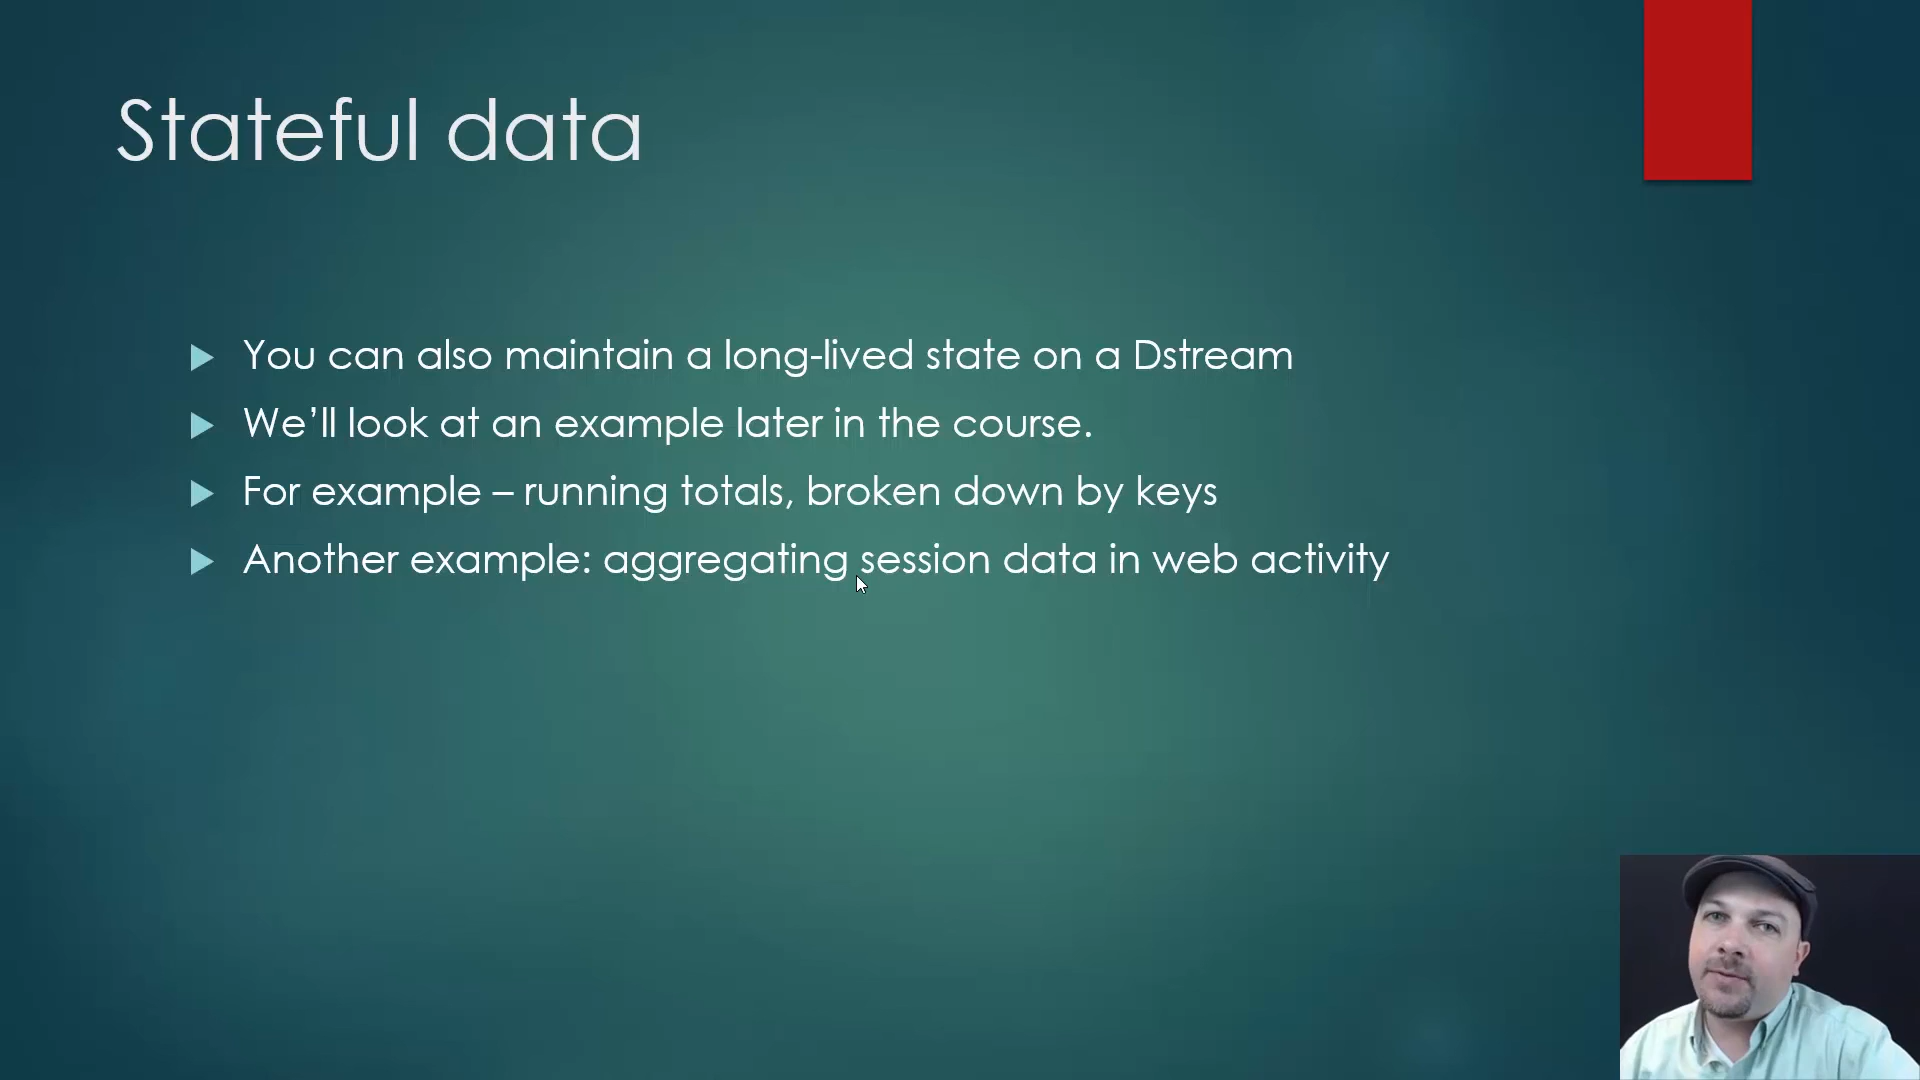 Stateful data
You can also maintain a long-lived state on a Dstream
We’ll look at an example later in the course.
For example – running totals, broken down by keys
Another example: aggregating session data in web activity